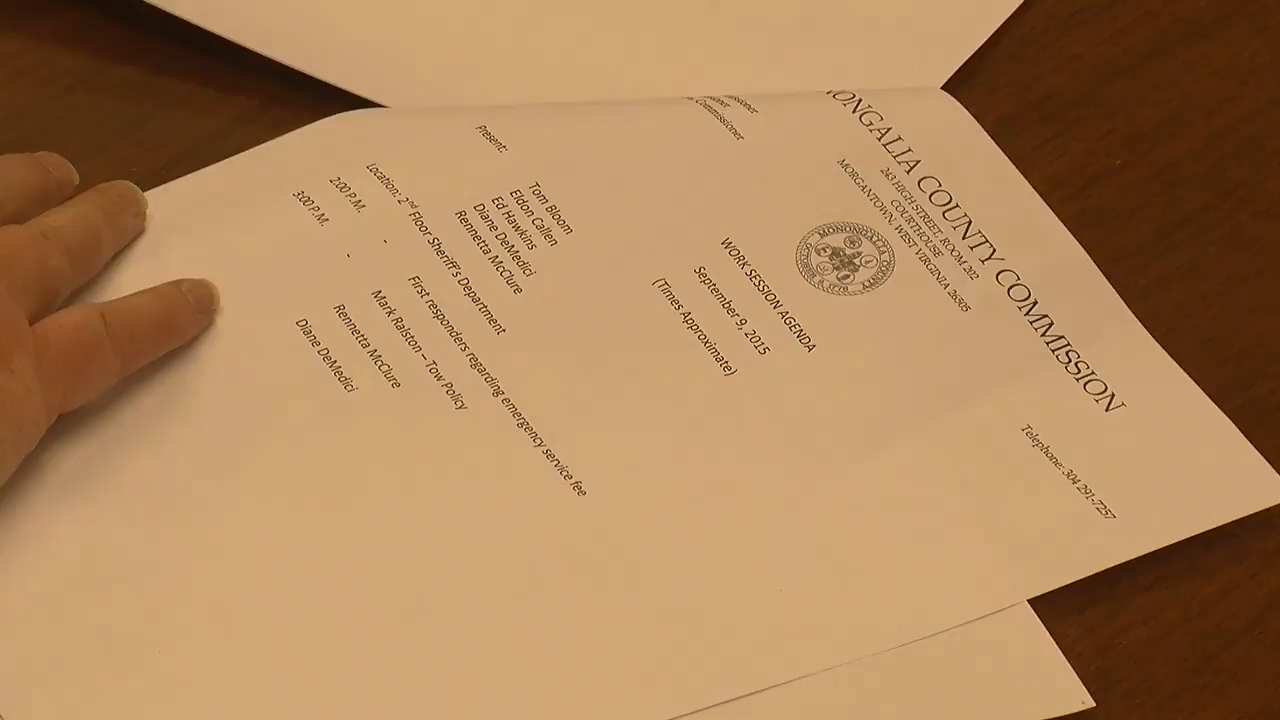 ONGALIA COUNTY COMMISSION
243 HIGH STREET, ROOM 202
COURTHOUSE
MORGANTOWN, WEST VIRGINIA 26505
Telephone: 304 291-7257
Commissioner
MONONGALIA
WORK SESSION AGENDA
September 9, 2015
(Times Approximate)
Present:
Tom Bloom
Eldon Callen
Ed Hawkins
Diane DeMedici
Rennetta McClure
Location: 2nd Floor Sheriff's Department
2:00 P.M. - First responders regarding emergency service fee
3:00 P.M. - Mark Ralston – Tow Policy
Rennetta McClure
Diane DeMedici